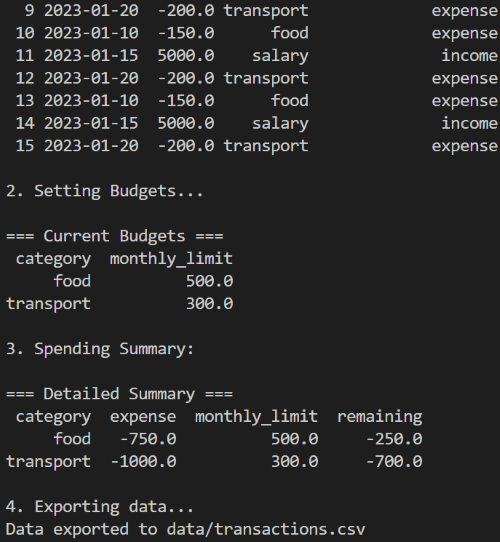 9 2023-01-20 -200.0 transport expense
10 2023-01-10 -150.0 food expense
11 2023-01-15 5000.0 salary income
12 2023-01-20 -200.0 transport expense
13 2023-01-10 -150.0 food expense
14 2023-01-15 5000.0 salary income
15 2023-01-20 -200.0 transport expense
2. Setting Budgets...
=== Current Budgets ===
category monthly_limit
food 500.0
transport 300.0
3. Spending Summary:
=== Detailed Summary ===
category expense monthly_limit remaining
food -750.0 500.0 -250.0
transport -1000.0 300.0 -700.0
4. Exporting data...
Data exported to data/transactions.csv